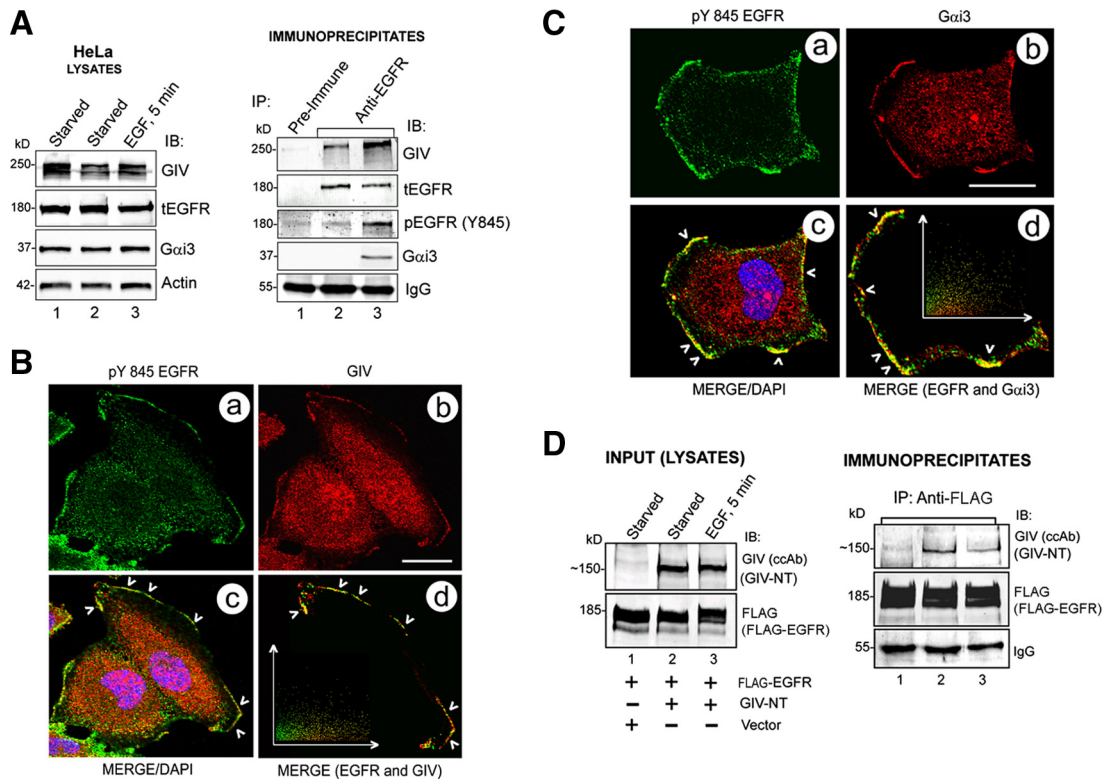 A
HeLa
LYSATES
Starved
Starved
EGF, 5 min
kD
IB:
250
GIV
180
tEGFR
37
Gαi3
42
Actin
1 2 3
IMMUNOPRECIPITATES
IP:
Pre-Immune
Anti-EGFR
kD
IB:
250
GIV
180
tEGFR
180
pEGFR (Y845)
37
Gαi3
55
IgG
1 2 3
B
pY 845 EGFR
GIV
a
b
c
d
MERGE/DAPI
MERGE (EGFR and GIV)
C
pY 845 EGFR
Gαi3
a
b
c
d
MERGE/DAPI
MERGE (EGFR and Gαi3)
D
INPUT (LYSATES)
Starved
Starved
EGF, 5 min
kD
IB:
~150
GIV (ccAb)
(GIV-NT)
185
FLAG
(FLAG-EGFR)
1 2 3
+ + + FLAG-EGFR
− + + GIV-NT
+ − − Vector
IMMUNOPRECIPITATES
IP: Anti-FLAG
kD
IB:
~150
GIV (ccAb)
(GIV-NT)
185
FLAG
(FLAG-EGFR)
55
IgG
1 2 3